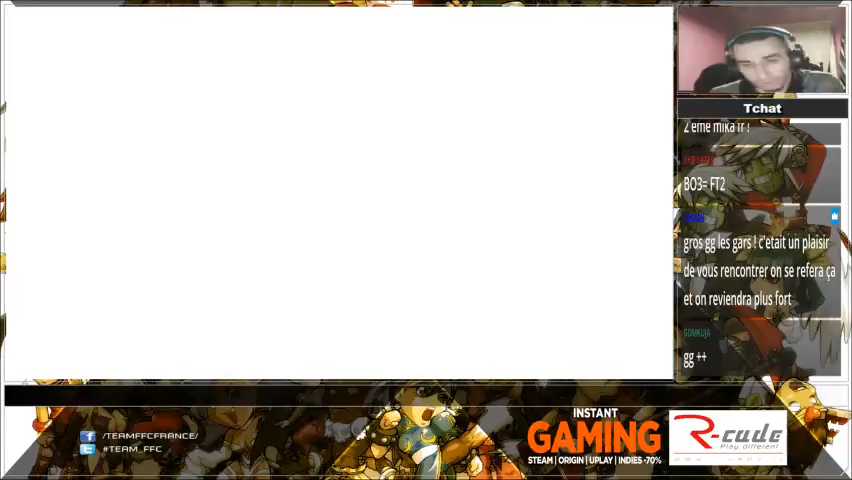 Tchat
2 eme mika fr !
BO3= FT2
gros gg les gars ! c'etait un plaisir
de vous rencontrer on se refera ça
et on reviendra plus fort
GDMKUJA
gg ++
/TEAMFFCFRANCE/
#TEAM_FFC
INSTANT
GAMING
STEAM | ORIGIN | UPLAY | INDIES -70%
R-cade
Play different